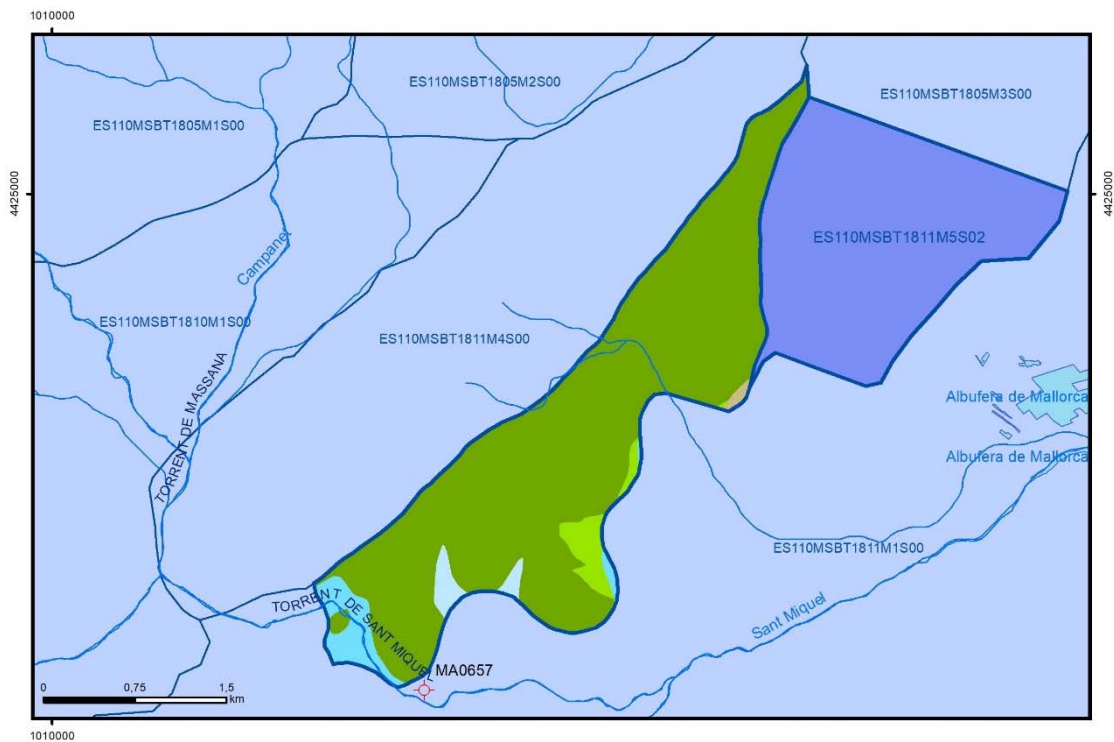 1010000
ES110MSBT1805M2S00
ES110MSBT1805M3S00
ES110MSBT1805M1S00
4425000
4425000
ES110MSBT1811M5S02
Campanet
ES110MSBT1810M1S00
ES110MSBT1811M4S00
TORRENT DE MASSANA
Albufera de Mallorca
Albufera de Mallorca
ES110MSBT1811M1S00
TORRENT DE SANT MIQUEL
Sant Miquel
MA0657
0 0,75 1,5
km
1010000